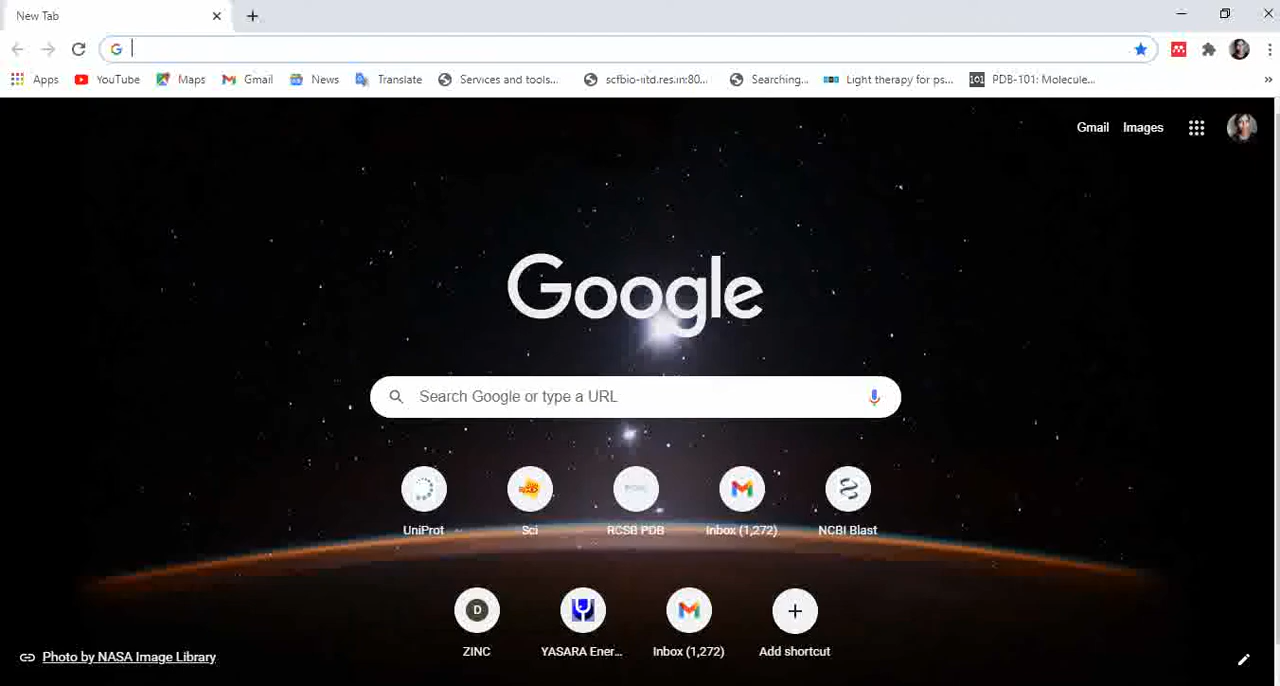 New Tab
Apps YouTube Maps Gmail News Translate Services and tools... scfbio-iitd.res.in:80... Searching... Light therapy for ps... 101 PDB-101: Molecule... »
Gmail Images
Google
Search Google or type a URL
UniProt Sci RCSB PDB Inbox (1,272) NCBI Blast
D
ZINC YASARA Ener... Inbox (1,272) Add shortcut
Photo by NASA Image Library